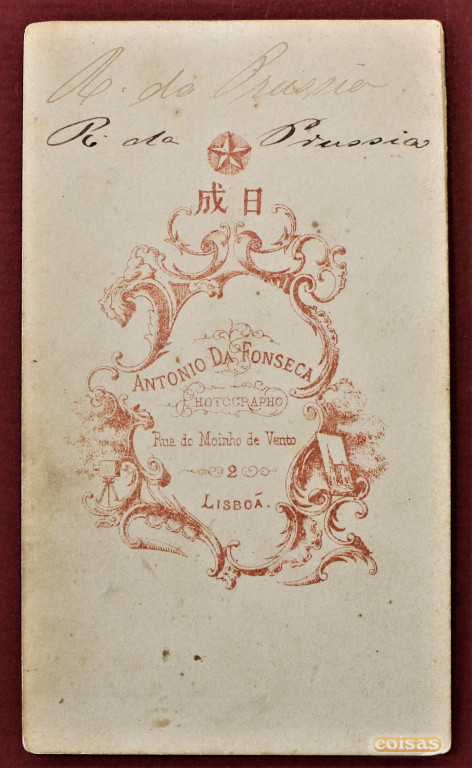 R. da Prussia
R. da Prussia
成日
ANTONIO DA FONSECA
PHOTOGRAPHO
Rua do Moinho de Vento
2
LISBOA.
coisas